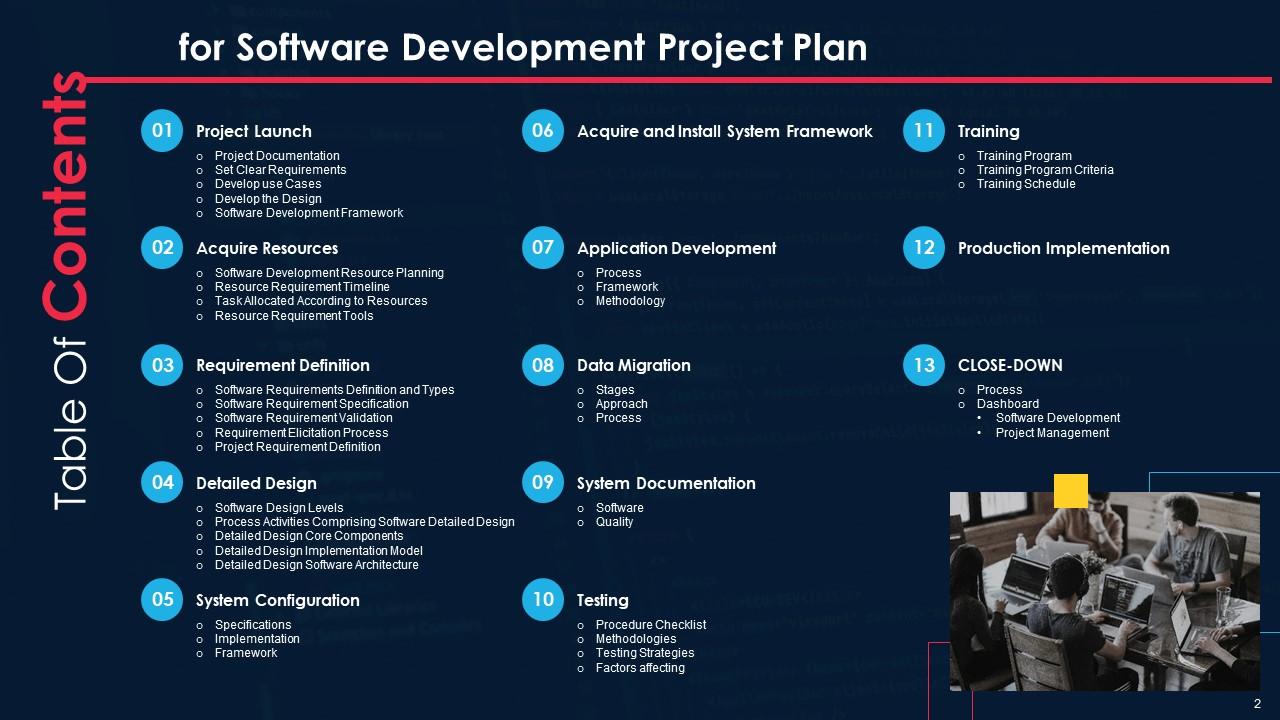 for Software Development Project Plan
Table Of Contents
01 Project Launch
o Project Documentation
o Set Clear Requirements
o Develop use Cases
o Develop the Design
o Software Development Framework
02 Acquire Resources
o Software Development Resource Planning
o Resource Requirement Timeline
o Task Allocated According to Resources
o Resource Requirement Tools
03 Requirement Definition
o Software Requirements Definition and Types
o Software Requirement Specification
o Software Requirement Validation
o Requirement Elicitation Process
o Project Requirement Definition
04 Detailed Design
o Software Design Levels
o Process Activities Comprising Software Detailed Design
o Detailed Design Core Components
o Detailed Design Implementation Model
o Detailed Design Software Architecture
05 System Configuration
o Specifications
o Implementation
o Framework
06 Acquire and Install System Framework
07 Application Development
o Process
o Framework
o Methodology
08 Data Migration
o Stages
o Approach
o Process
09 System Documentation
o Software
o Quality
10 Testing
o Procedure Checklist
o Methodologies
o Testing Strategies
o Factors affecting
11 Training
o Training Program
o Training Program Criteria
o Training Schedule
12 Production Implementation
13 CLOSE-DOWN
o Process
o Dashboard
• Software Development
• Project Management
2